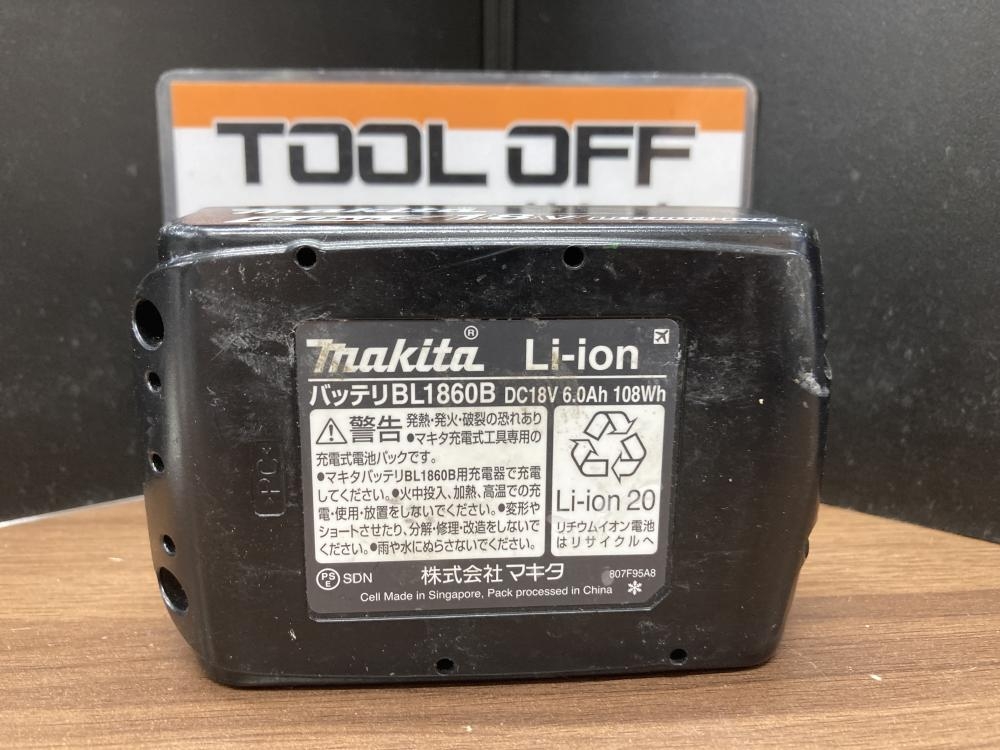 TOOL OFF
makita® Li-ion
バッテリBL1860B DC18V 6.0Ah 108Wh
警告 発熱・発火・破裂の恐れあり
●マキタ充電式工具専用の
充電式電池パックです。
●マキタバッテリBL1860B用充電器で充電
してください。●火中投入、加熱、高温での充
電・使用・放置をしないでください。●変形や
ショートさせたり、分解・修理・改造をしないで
ください。●雨や水にぬらさないでください。
Li-ion 20
リチウムイオン電池
はリサイクルへ
PS
E
SDN
株式会社マキタ
807F95A8
Cell Made in Singapore, Pack processed in China